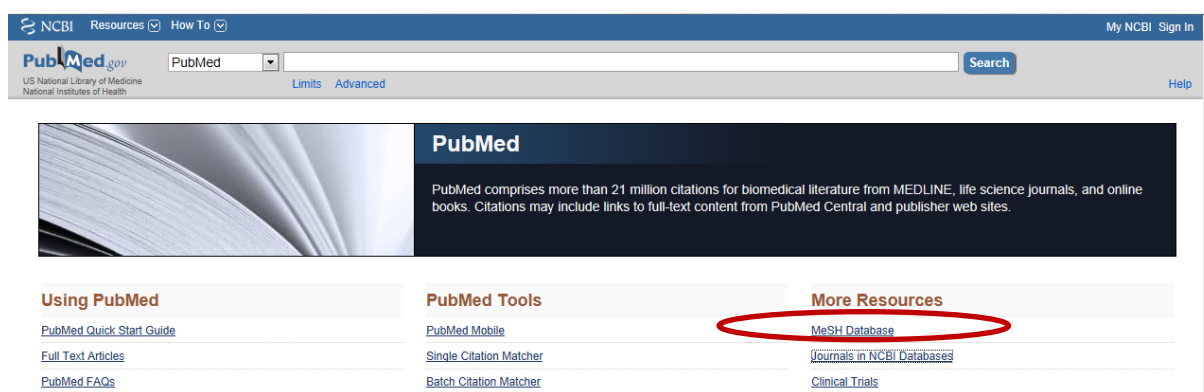 NCBI Resources How To My NCBI Sign In
PubMed.gov PubMed Search
US National Library of Medicine
National Institutes of Health
Limits Advanced Help
PubMed
PubMed comprises more than 21 million citations for biomedical literature from MEDLINE, life science journals, and online
books. Citations may include links to full-text content from PubMed Central and publisher web sites.
Using PubMed
PubMed Quick Start Guide
Full Text Articles
PubMed FAQs
PubMed Tools
PubMed Mobile
Single Citation Matcher
Batch Citation Matcher
More Resources
MeSH Database
Journals in NCBI Databases
Clinical Trials